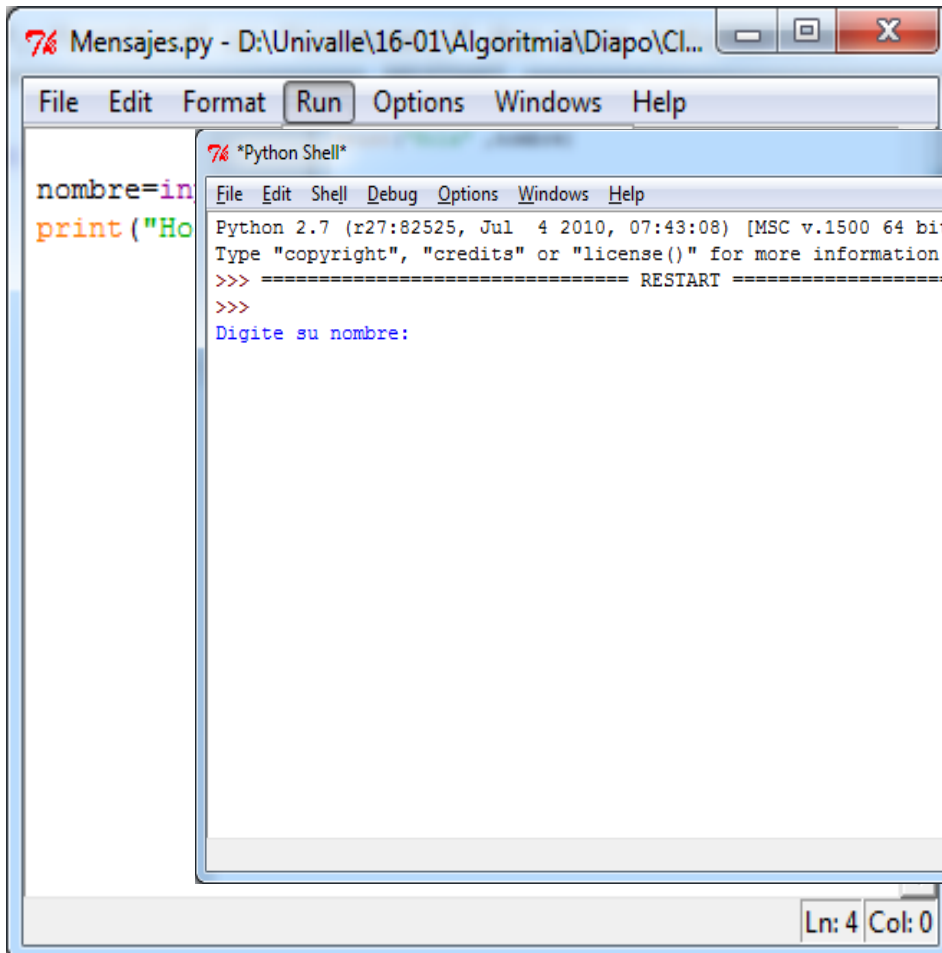 Mensajes.py - D:\Univalle\16-01\Algoritmia\Diapo\Cl...
File Edit Format Run Options Windows Help
nombre=in
print("Ho
*Python Shell*
File Edit Shell Debug Options Windows Help
Python 2.7 (r27:82525, Jul  4 2010, 07:43:08) [MSC v.1500 64 bit
Type "copyright", "credits" or "license()" for more information
>>> ================================ RESTART ==================
>>>
Digite su nombre:
Ln: 4 Col: 0